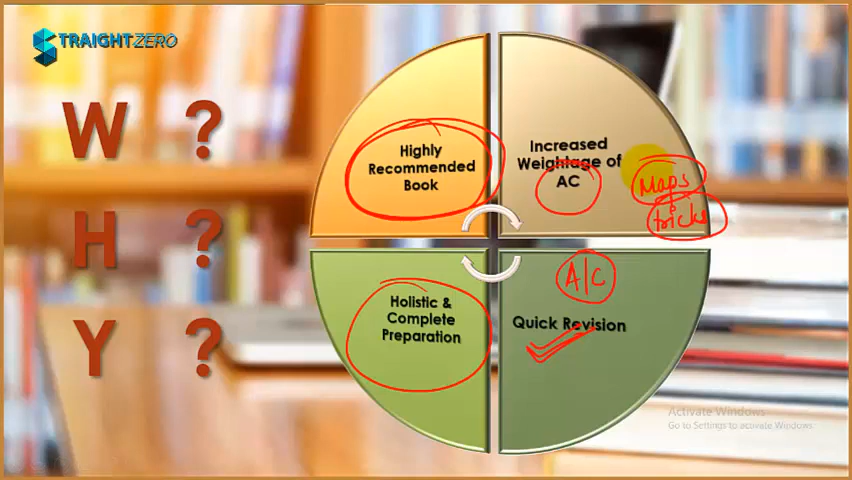 STRAIGHTZERO
W ?
H ?
Y ?
Highly
Recommended
Book
Increased
Weightage of
AC
Maps
tricks
Holistic &
Complete
Preparation
A/C
Quick Revision
Activate Windows
Go to Settings to activate Windows.